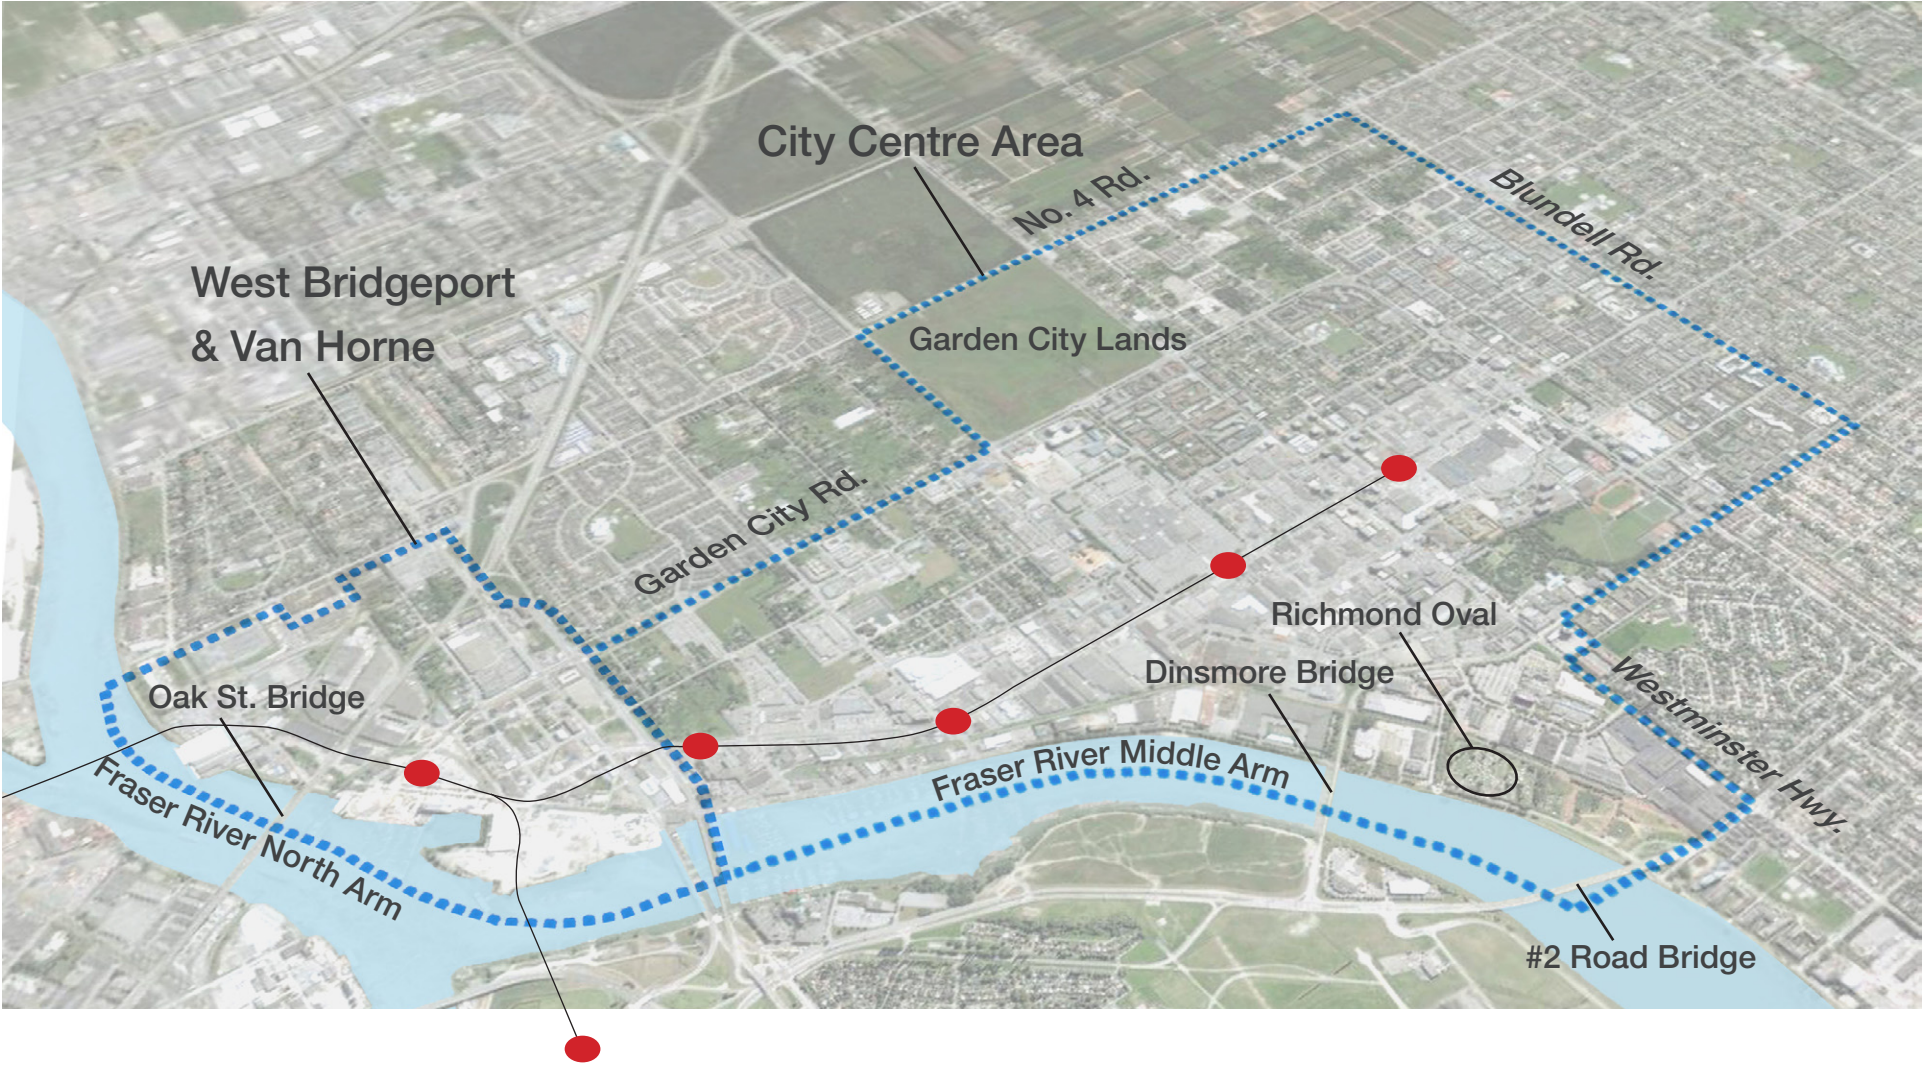 City Centre Area
No. 4 Rd.
Blundell Rd.
West Bridgeport
& Van Horne
Garden City Lands
Garden City Rd.
Richmond Oval
Dinsmore Bridge
Westminster Hwy.
Oak St. Bridge
Fraser River Middle Arm
Fraser River North Arm
#2 Road Bridge